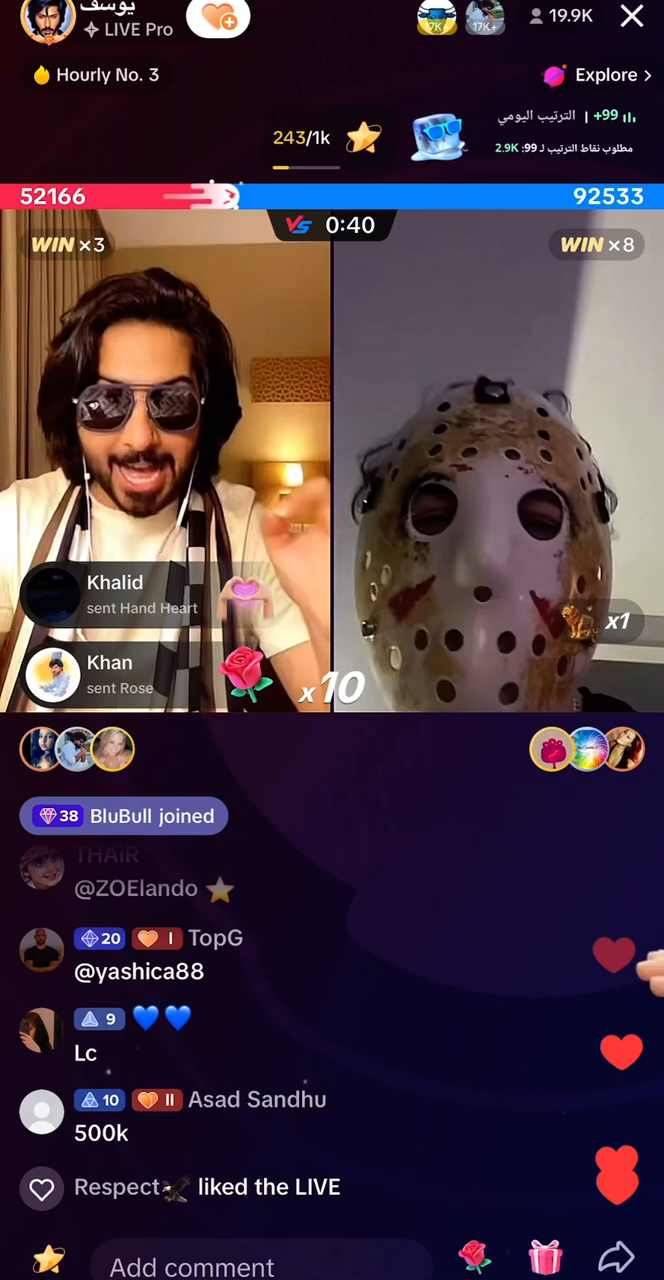 يوسف
LIVE Pro
17K+
19.9K
Hourly No. 3
Explore >
243/1k
الترتيب اليومي | +99
مطلوب نقاط الترتيب لـ 99: 2.9K
52166
92533
VS 0:40
WIN ×3
WIN ×8
Khalid
sent Hand Heart
x1
Khan
sent Rose
x10
38 BluBull joined
THAiR
@ZOElando ⭐
20 I TopG
@yashica88
9 💙 💙
Lc
10 II Asad Sandhu
500k
Respect🦅 liked the LIVE
Add comment